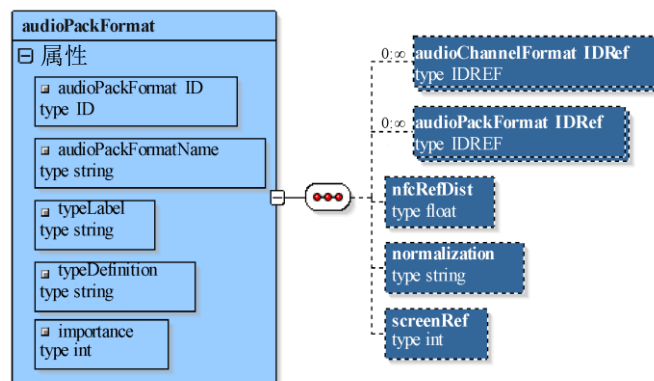 audioPackFormat
属性
audioPackFormat ID
type ID
audioPackFormatName
type string
typeLabel
type string
typeDefinition
type string
importance
type int
0;∞
audioChannelFormat IDRef
type IDREF
0;∞
audioPackFormat IDRef
type IDREF
nfcRefDist
type float
normalization
type string
screenRef
type int